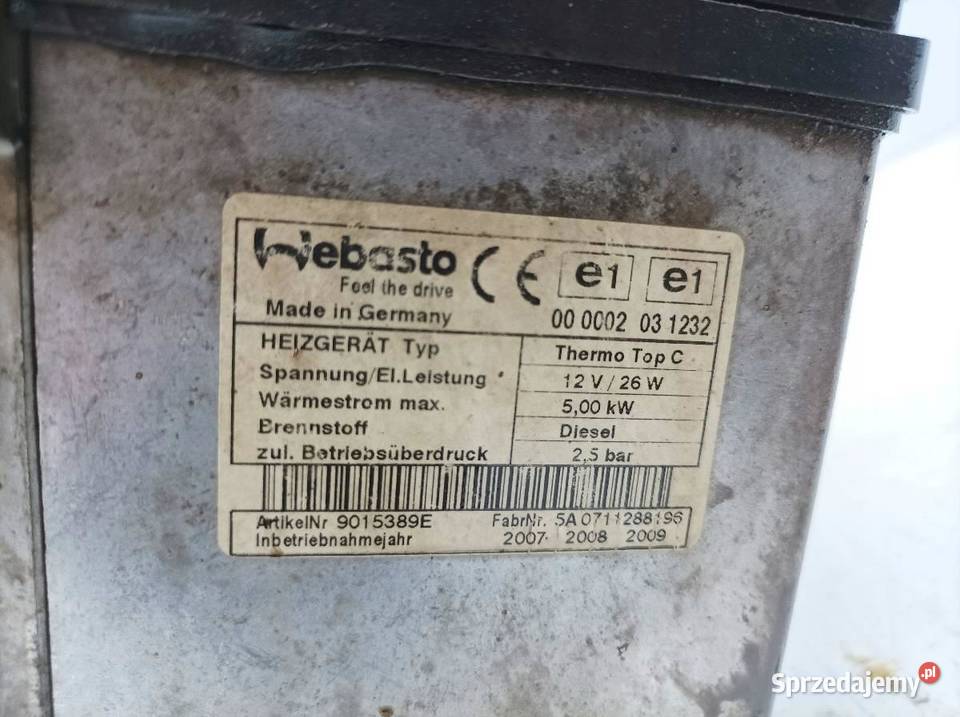 Webasto
Feel the drive
Made in Germany
CE e1 e1
00 0002 03 1232
HEIZGERÄT Typ Thermo Top C
Spannung/El.Leistung 12 V / 26 W
Wärmestrom max. 5,00 kW
Brennstoff Diesel
zul. Betriebsüberdruck 2,5 bar
ArtikelNr 9015389E FabrNr. 5A0711288196
Inbetriebnahmejahr 2007 2008 2009
Sprzedajemy.pl